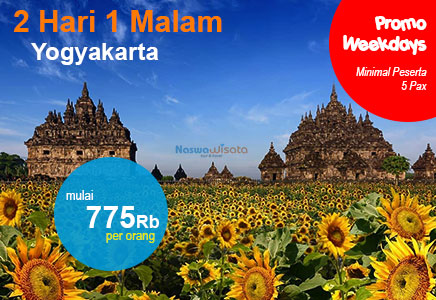 2 Hari 1 Malam
Yogyakarta
Promo
Weekdays
Minimal Peserta
5 Pax
Naswawisata
mulai
775Rb
per orang